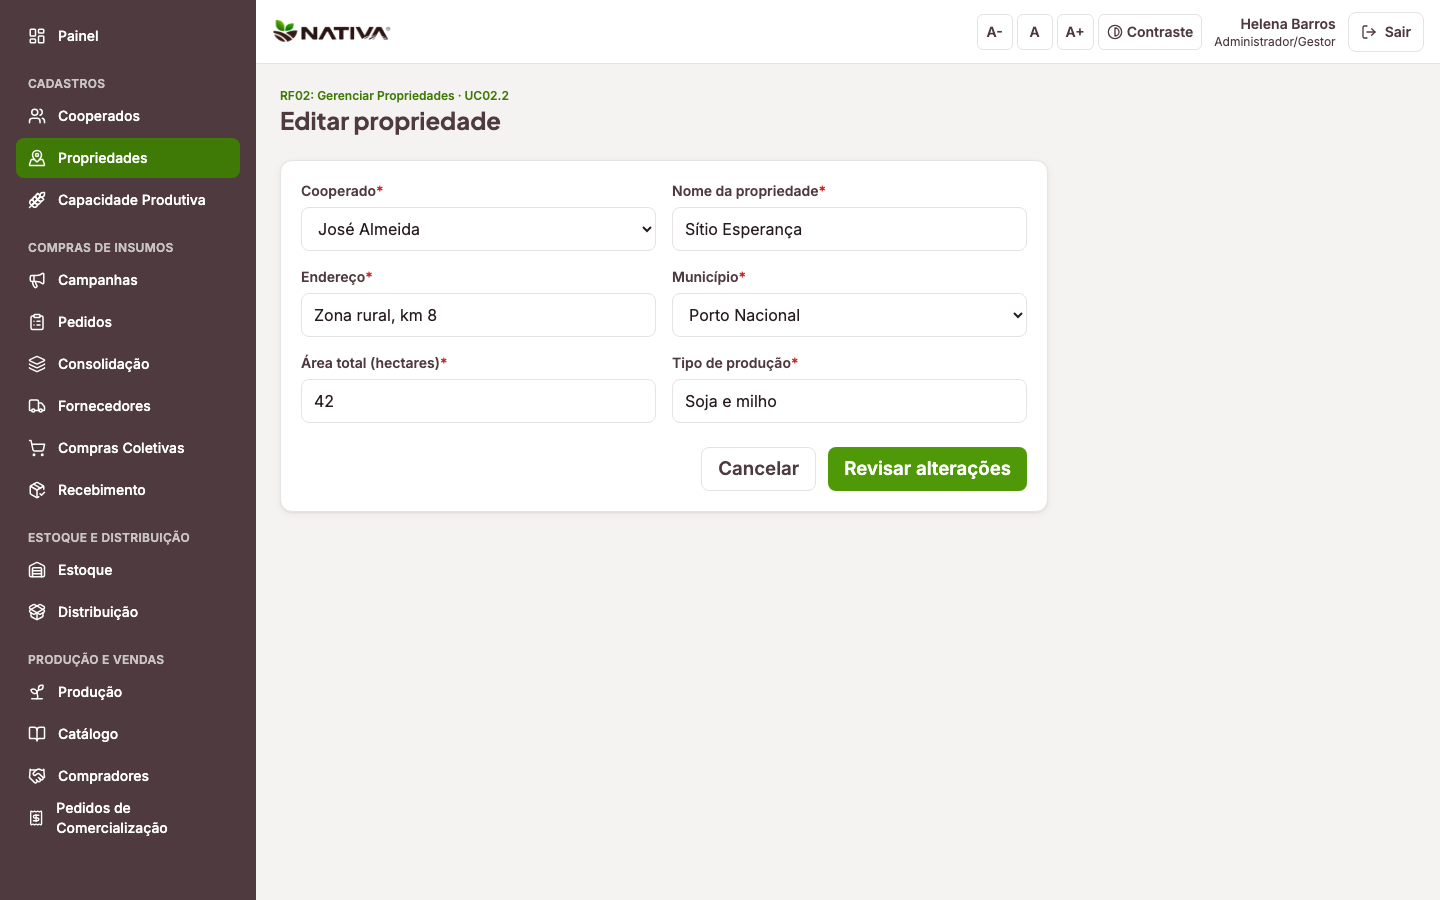 Painel
CADASTROS
Cooperados
Propriedades
Capacidade Produtiva
COMPRAS DE INSUMOS
Campanhas
Pedidos
Consolidação
Fornecedores
Compras Coletivas
Recebimento
ESTOQUE E DISTRIBUIÇÃO
Estoque
Distribuição
PRODUÇÃO E VENDAS
Produção
Catálogo
Compradores
Pedidos de
Comercialização
NATIVA
A-
A
A+
Contraste
Helena Barros
Administrador/Gestor
Sair
RF02: Gerenciar Propriedades · UC02.2
Editar propriedade
Cooperado*
José Almeida
Nome da propriedade*
Sítio Esperança
Endereço*
Zona rural, km 8
Município*
Porto Nacional
Área total (hectares)*
42
Tipo de produção*
Soja e milho
Cancelar
Revisar alterações